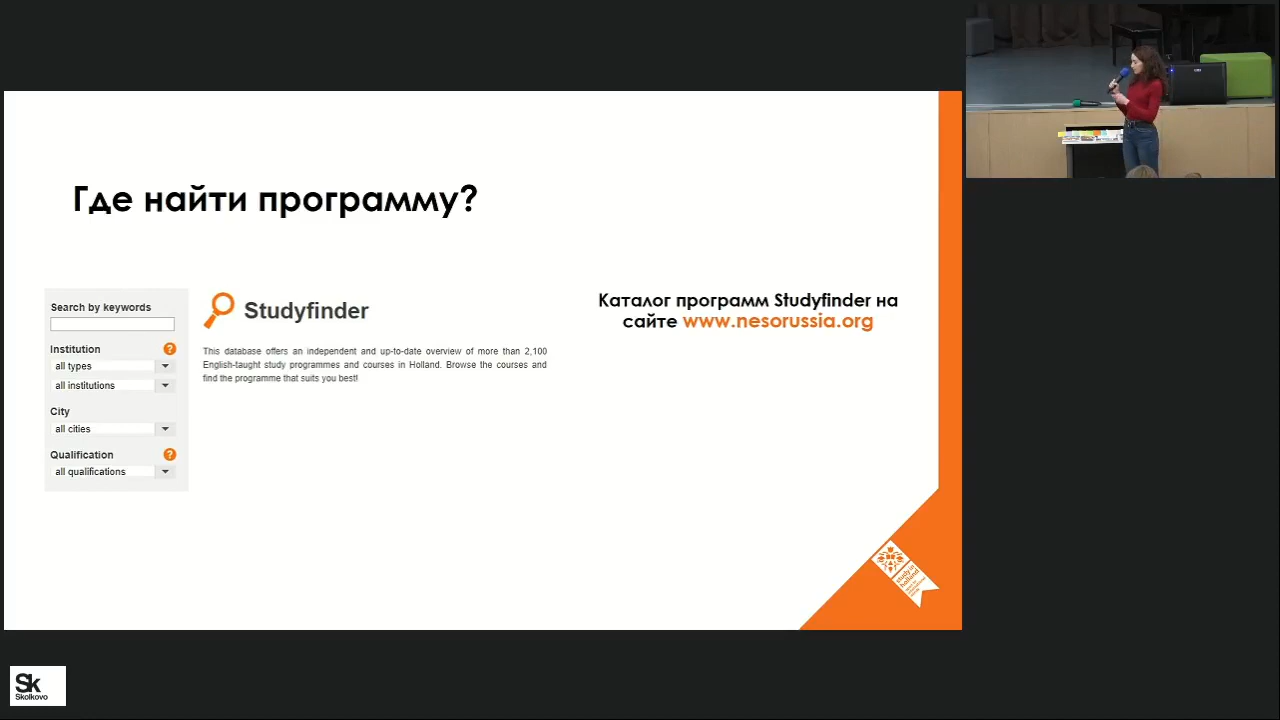 Где найти программу?
Search by keywords
Institution
all types
all institutions
City
all cities
Qualification
all qualifications
Studyfinder
This database offers an independent and up-to-date overview of more than 2,100
English-taught study programmes and courses in Holland. Browse the courses and
find the programme that suits you best!
Каталог программ Studyfinder на
сайте www.nesorussia.org
study in
holland
Sk
Skolkovo